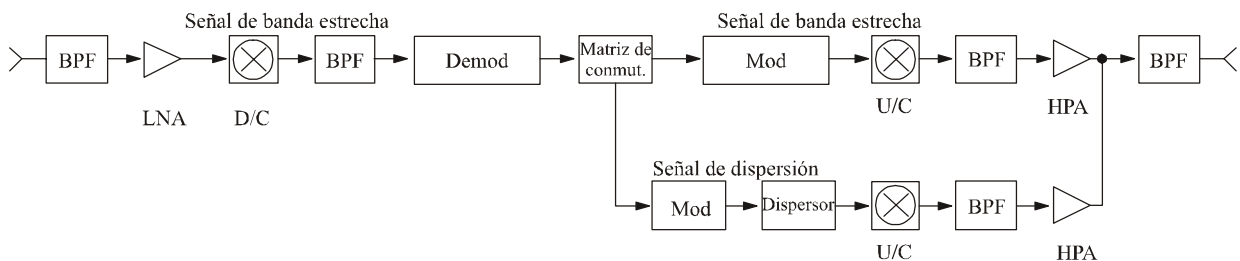 Señal de banda estrecha
Señal de banda estrecha
BPF
LNA
D/C
BPF
Demod
Matriz de
conmut.
Mod
U/C
BPF
HPA
BPF
Señal de dispersión
Mod
Dispersor
U/C
BPF
HPA